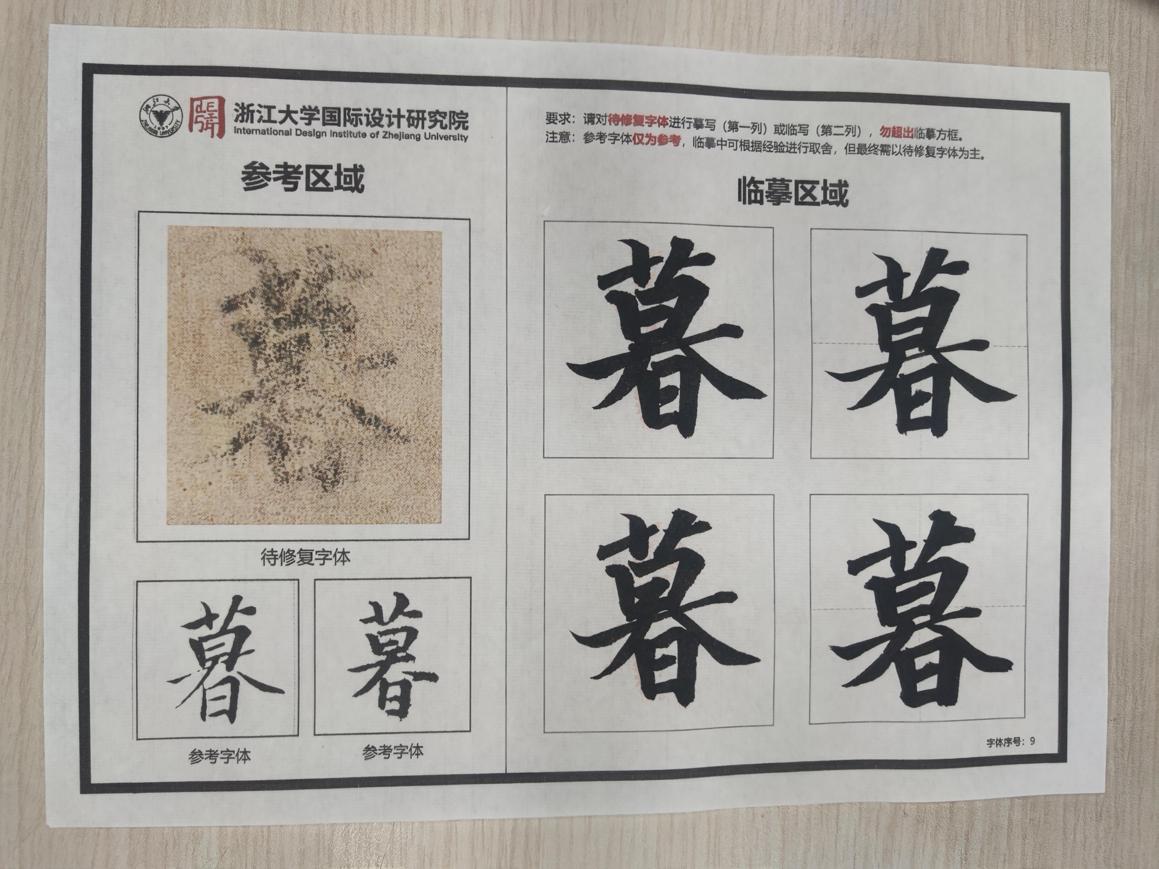 浙江大学国际设计研究院
International Design Institute of Zhejiang University
参考区域
暮
待修复字体
暮 暮
参考字体 参考字体
要求：请对待修复字体进行摹写（第一列）或临写（第二列），勿超出临摹方框。
注意：参考字体仅为参考，临摹中可根据经验进行取舍，但最终需以待修复字体为主。
临摹区域
暮 暮
暮 暮
字体序号：9